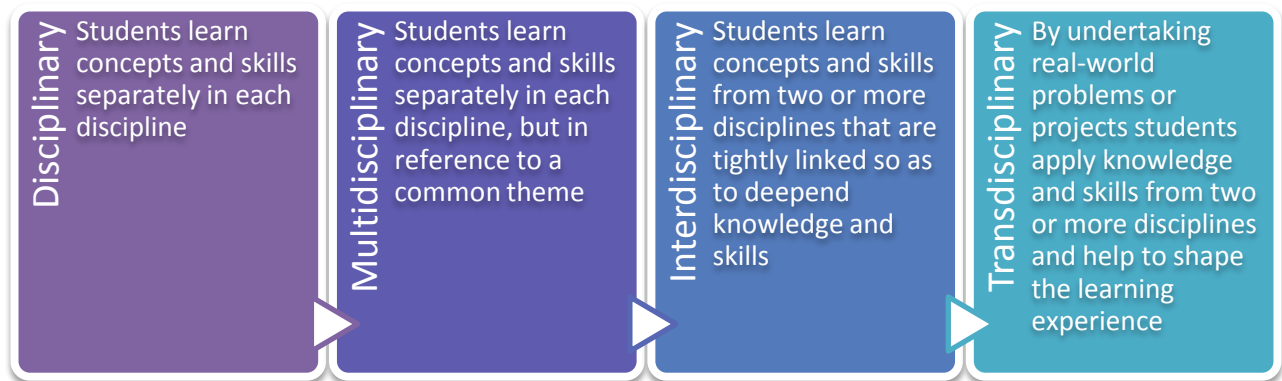 Disciplinary
Students learn
concepts and skills
separately in each
discipline
Multidisciplinary
Students learn
concepts and skills
separately in each
discipline, but in
reference to a
common theme
Interdisciplinary
Students learn
concepts and skills
from two or more
disciplines that are
tightly linked so as
to deepend
knowledge and
skills
Transdisciplinary
By undertaking
real-world
problems or
projects students
apply knowledge
and skills from two
or more disciplines
and help to shape
the learning
experience